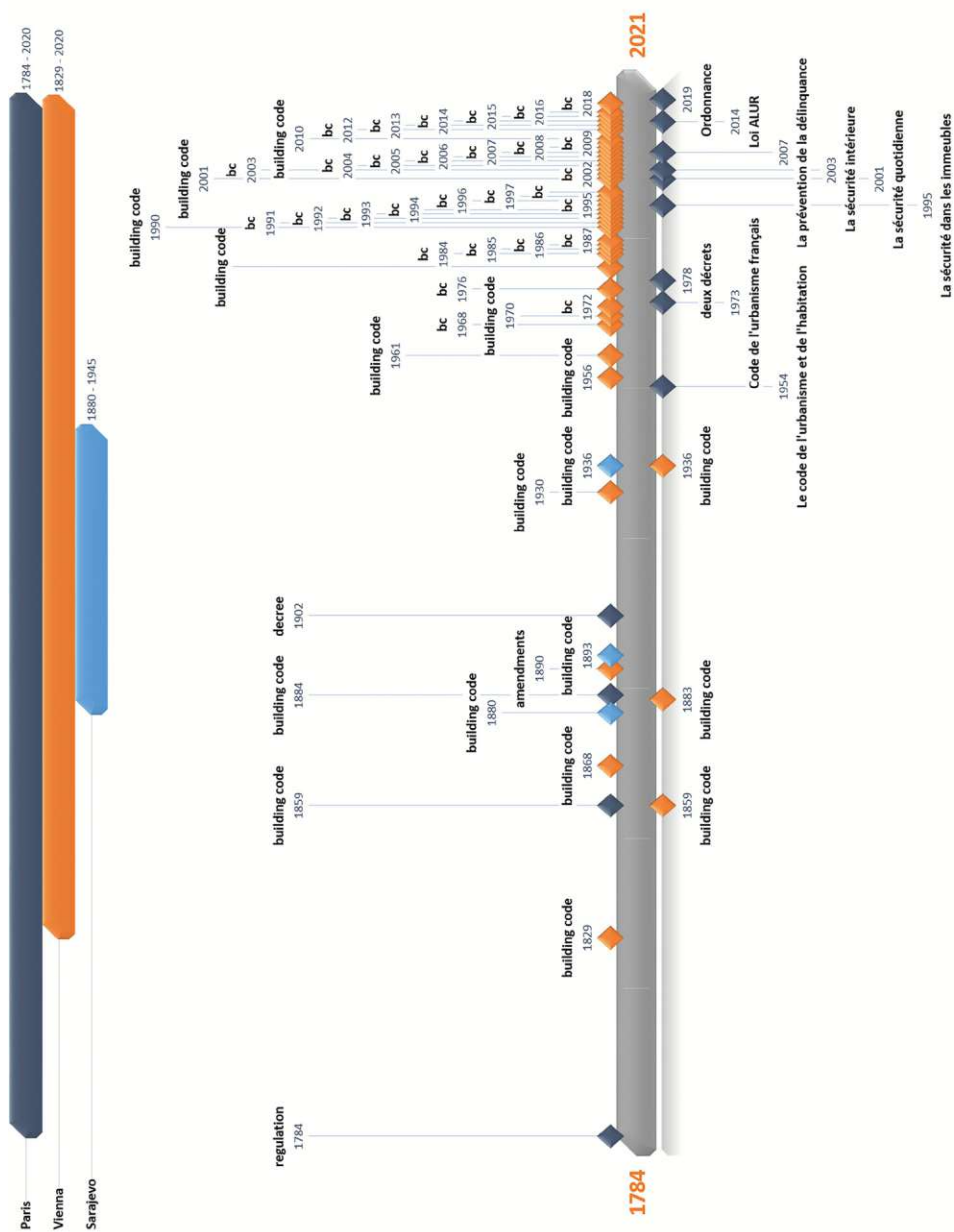 Paris
1784 - 2020
Vienna
1829 - 2020
Sarajevo
1880 - 1945
regulation
1784
building code
1829
building code
1859
building code
1868
building code
1880
building code
1884
amendments
1890
building code
1893
decree
1902
building code
1930
building code
1936
building code
1956
building code
1961
bc
1968
building code
1970
bc
1972
bc
1976
building code
bc
1984
bc
1985
bc
1986
bc
1987
building code
1990
bc
1991
bc
1992
bc
1993
bc
1994
bc
1995
bc
1996
bc
1997
building code
2001
bc
2002
bc
2003
bc
2004
bc
2005
bc
2006
bc
2007
bc
2008
bc
2009
building code
2010
bc
2012
bc
2013
bc
2014
bc
2015
bc
2016
bc
2018
1784
2021
1859
building code
1883
building code
1936
building code
1954
Le code de l'urbanisme et de l'habitation
1973
Code de l'urbanisme français
1978
deux décrets
1995
La sécurité dans les immeubles
2001
La sécurité quotidienne
2003
La sécurité intérieure
2007
La prévention de la délinquance
2014
Loi ALUR
2019
Ordonnance